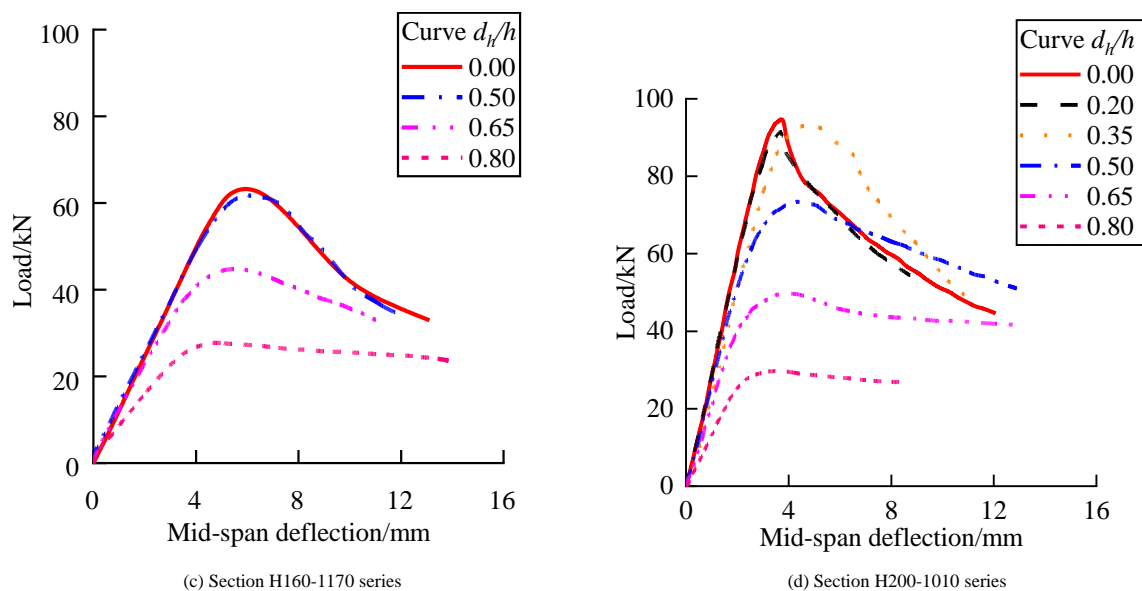 Curve d_h/h
0.00
0.50
0.65
0.80
100
80
60
40
20
0
Load/kN
0 4 8 12 16
Mid-span deflection/mm
(c) Section H160-1170 series
Curve d_h/h
0.00
0.20
0.35
0.50
0.65
0.80
100
80
60
40
20
0
Load/kN
0 4 8 12 16
Mid-span deflection/mm
(d) Section H200-1010 series